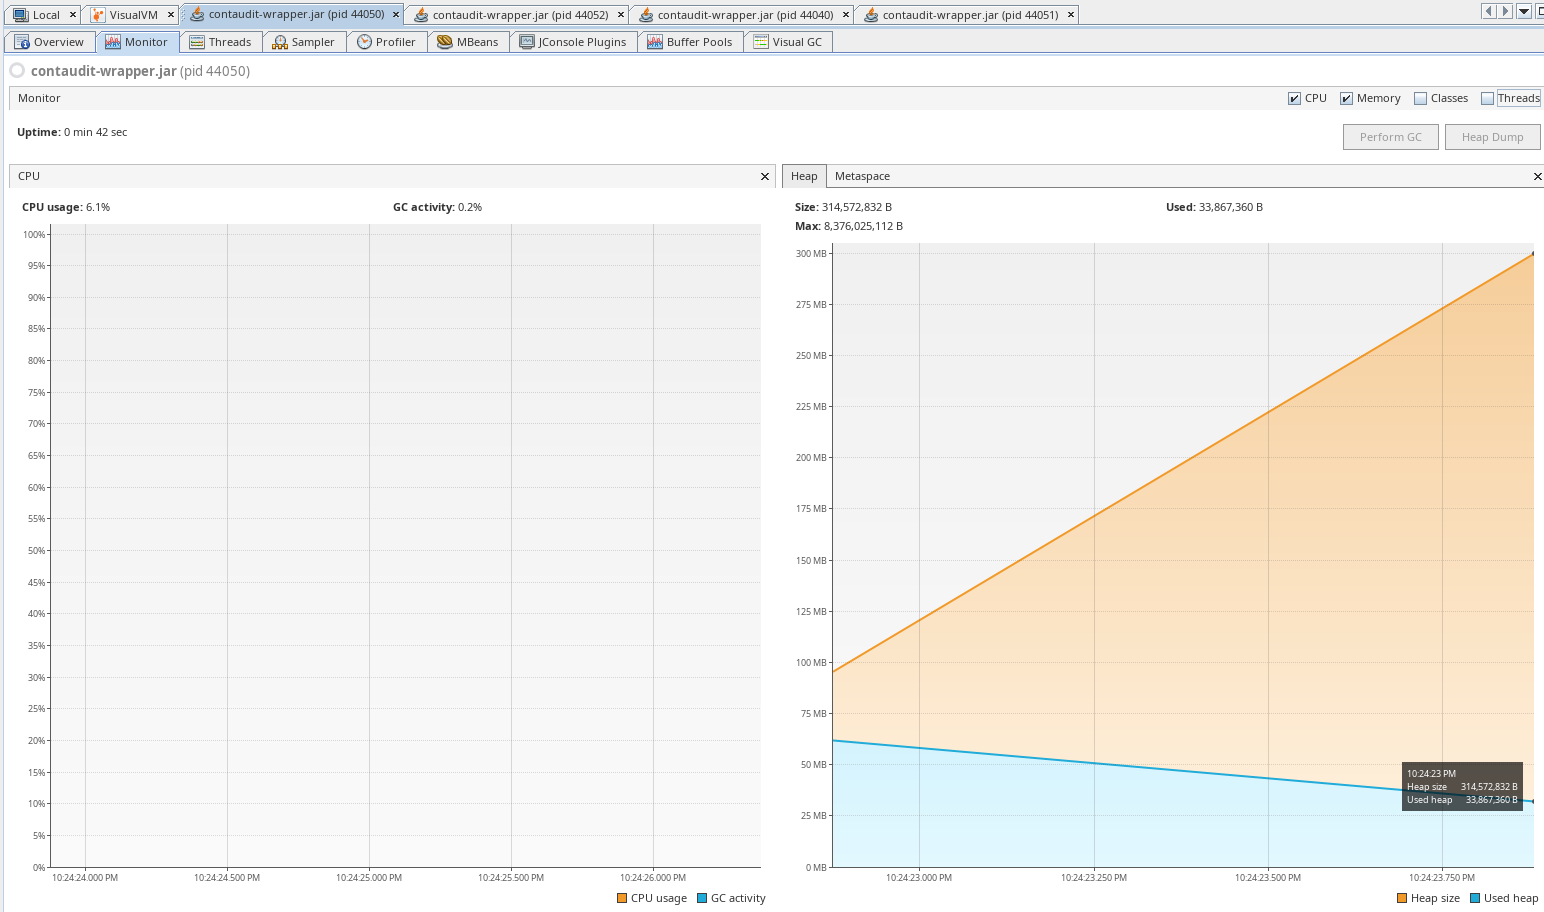 Local VisualVM contaudit-wrapper.jar (pid 44050) contaudit-wrapper.jar (pid 44052) contaudit-wrapper.jar (pid 44040) contaudit-wrapper.jar (pid 44051)
Overview Monitor Threads Sampler Profiler MBeans JConsole Plugins Buffer Pools Visual GC
contaudit-wrapper.jar (pid 44050)
Monitor CPU Memory Classes Threads
Uptime: 0 min 42 sec
Perform GC Heap Dump
CPU
CPU usage: 6.1% GC activity: 0.2%
100%
95%
90%
85%
80%
75%
70%
65%
60%
55%
50%
45%
40%
35%
30%
25%
20%
15%
10%
5%
0%
10:24:24.000 PM 10:24:24.500 PM 10:24:25.000 PM 10:24:25.500 PM 10:24:26.000 PM
CPU usage GC activity
Heap Metaspace
Size: 314,572,832 B Used: 33,867,360 B
Max: 8,376,025,112 B
300 MB
275 MB
250 MB
225 MB
200 MB
175 MB
150 MB
125 MB
100 MB
75 MB
50 MB
25 MB
0 MB
10:24:23 PM
Heap size 314,572,832 B
Used heap 33,867,360 B
10:24:23.000 PM 10:24:23.250 PM 10:24:23.500 PM 10:24:23.750 PM
Heap size Used heap